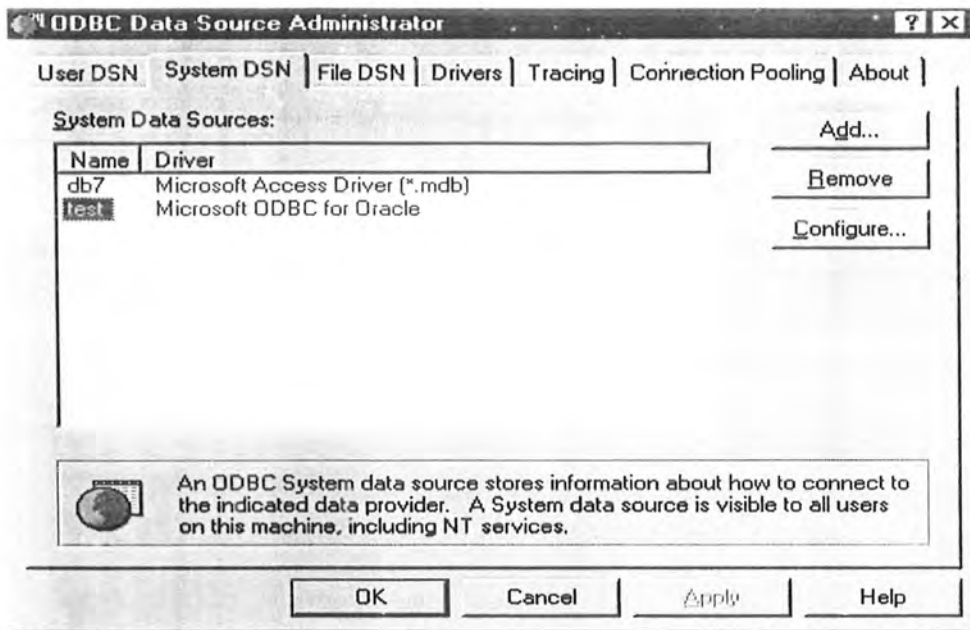 ODBC Data Source Administrator ? ×
User DSN System DSN File DSN Drivers Tracing Connection Pooling About
System Data Sources:
Add...
Name Driver
db7 Microsoft Access Driver (*.mdb)
Remove
test Microsoft ODBC for Oracle
Configure...
An ODBC System data source stores information about how to connect to
the indicated data provider. A System data source is visible to all users
on this machine, including NT services.
OK Cancel Apply Help